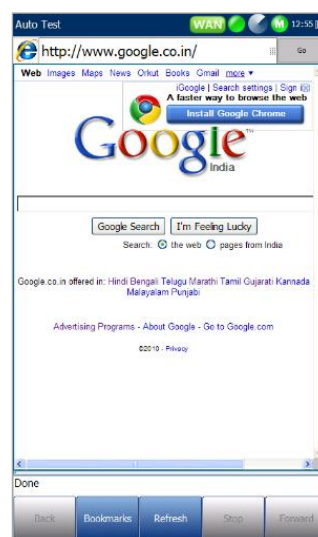 Auto Test WAN M 12:55
http://www.google.co.in/ Go
Web Images Maps News Orkut Books Gmail more ▼
iGoogle | Search settings | Sign
A faster way to browse the web
Install Google Chrome
Google™
India
Google Search I'm Feeling Lucky
Search: the web pages from India
Google.co.in offered in: Hindi Bengali Telugu Marathi Tamil Gujarati Kannada
Malayalam Punjabi
Advertising Programs - About Google - Go to Google.com
©2010 - Privacy
Done
Back Bookmarks Refresh Stop Forward